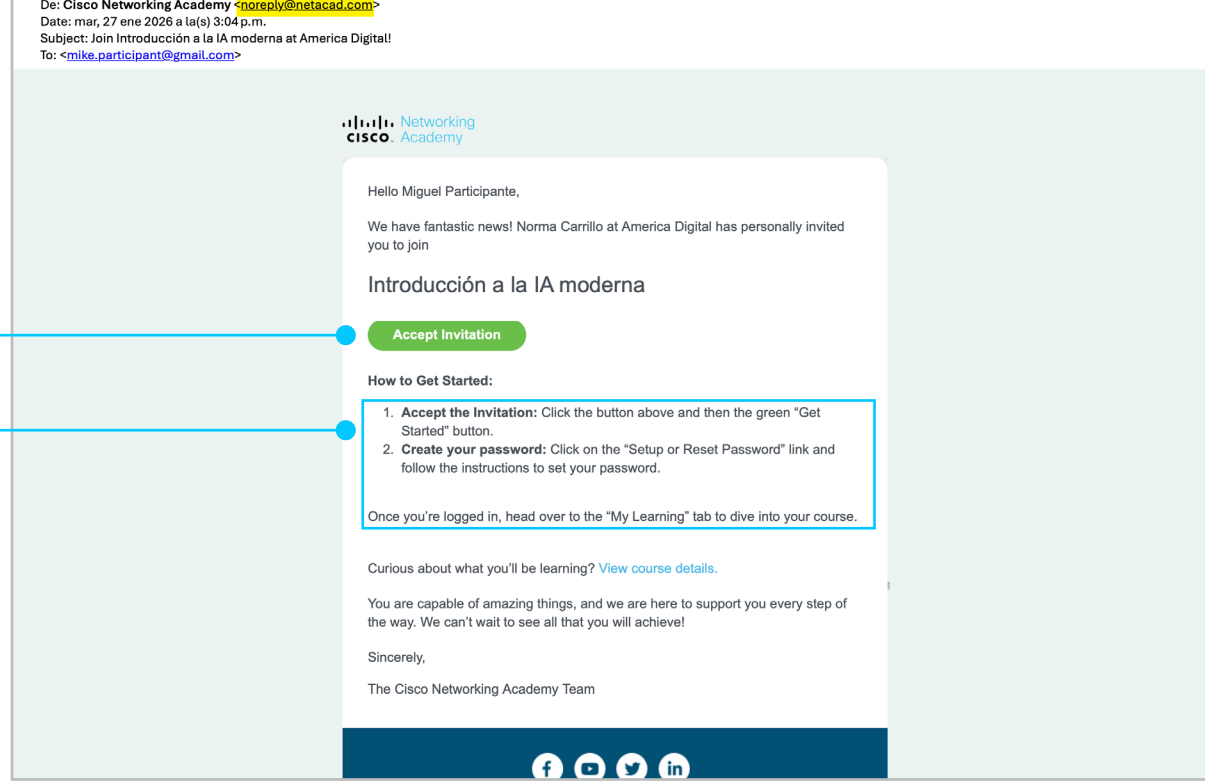 De: Cisco Networking Academy <noreply@netacad.com>
Date: mar, 27 ene 2026 a la(s) 3:04 p.m.
Subject: Join Introducción a la IA moderna at America Digital!
To: <mike.participant@gmail.com>
CISCO Networking
Academy
Hello Miguel Participante,
We have fantastic news! Norma Carrillo at America Digital has personally invited
you to join
Introducción a la IA moderna
Accept Invitation
How to Get Started:
1. Accept the Invitation: Click the button above and then the green “Get
Started” button.
2. Create your password: Click on the “Setup or Reset Password” link and
follow the instructions to set your password.
Once you’re logged in, head over to the “My Learning” tab to dive into your course.
Curious about what you’ll be learning? View course details.
You are capable of amazing things, and we are here to support you every step of
the way. We can’t wait to see all that you will achieve!
Sincerely,
The Cisco Networking Academy Team